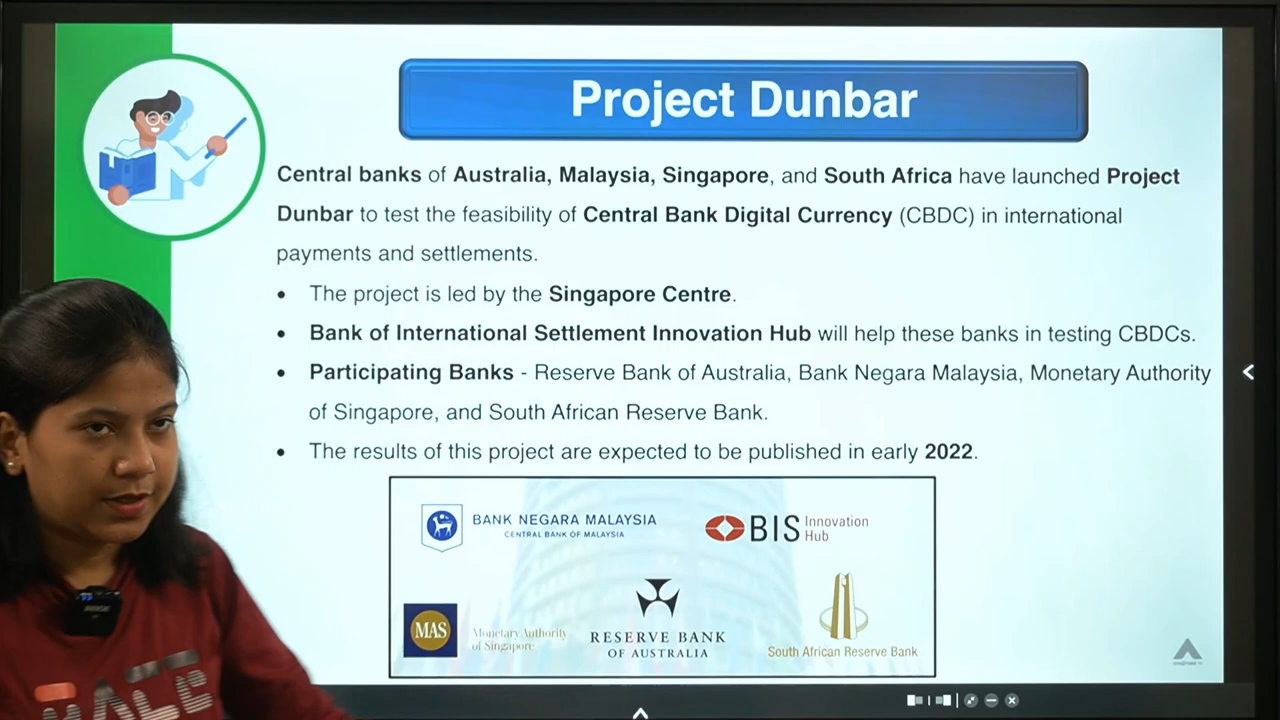 Project Dunbar
Central banks of Australia, Malaysia, Singapore, and South Africa have launched Project
Dunbar to test the feasibility of Central Bank Digital Currency (CBDC) in international
payments and settlements.
• The project is led by the Singapore Centre.
• Bank of International Settlement Innovation Hub will help these banks in testing CBDCs.
• Participating Banks - Reserve Bank of Australia, Bank Negara Malaysia, Monetary Authority
of Singapore, and South African Reserve Bank.
• The results of this project are expected to be published in early 2022.
BANK NEGARA MALAYSIA
CENTRAL BANK OF MALAYSIA
BIS Innovation
Hub
MAS
Monetary Authority
of Singapore
RESERVE BANK
OF AUSTRALIA
South African Reserve Bank
RACE